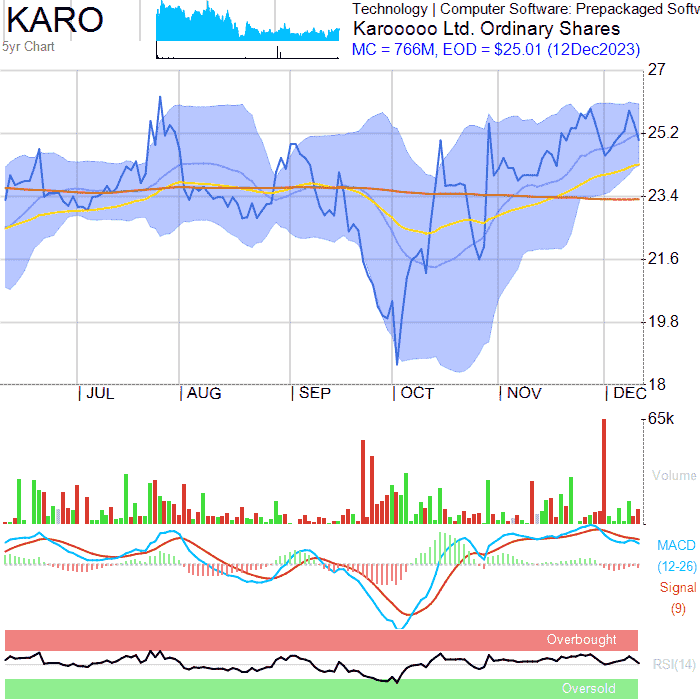 KARO
5yr Chart
Technology | Computer Software: Prepackaged Softw
Karooooo Ltd. Ordinary Shares
MC = 766M, EOD = $25.01 (12Dec2023)
27
25.2
23.4
21.6
19.8
18
| JUL
| AUG
| SEP
| OCT
| NOV
| DEC
65k
Volume
MACD
(12-26)
Signal
(9)
Overbought
RSI(14)
Oversold